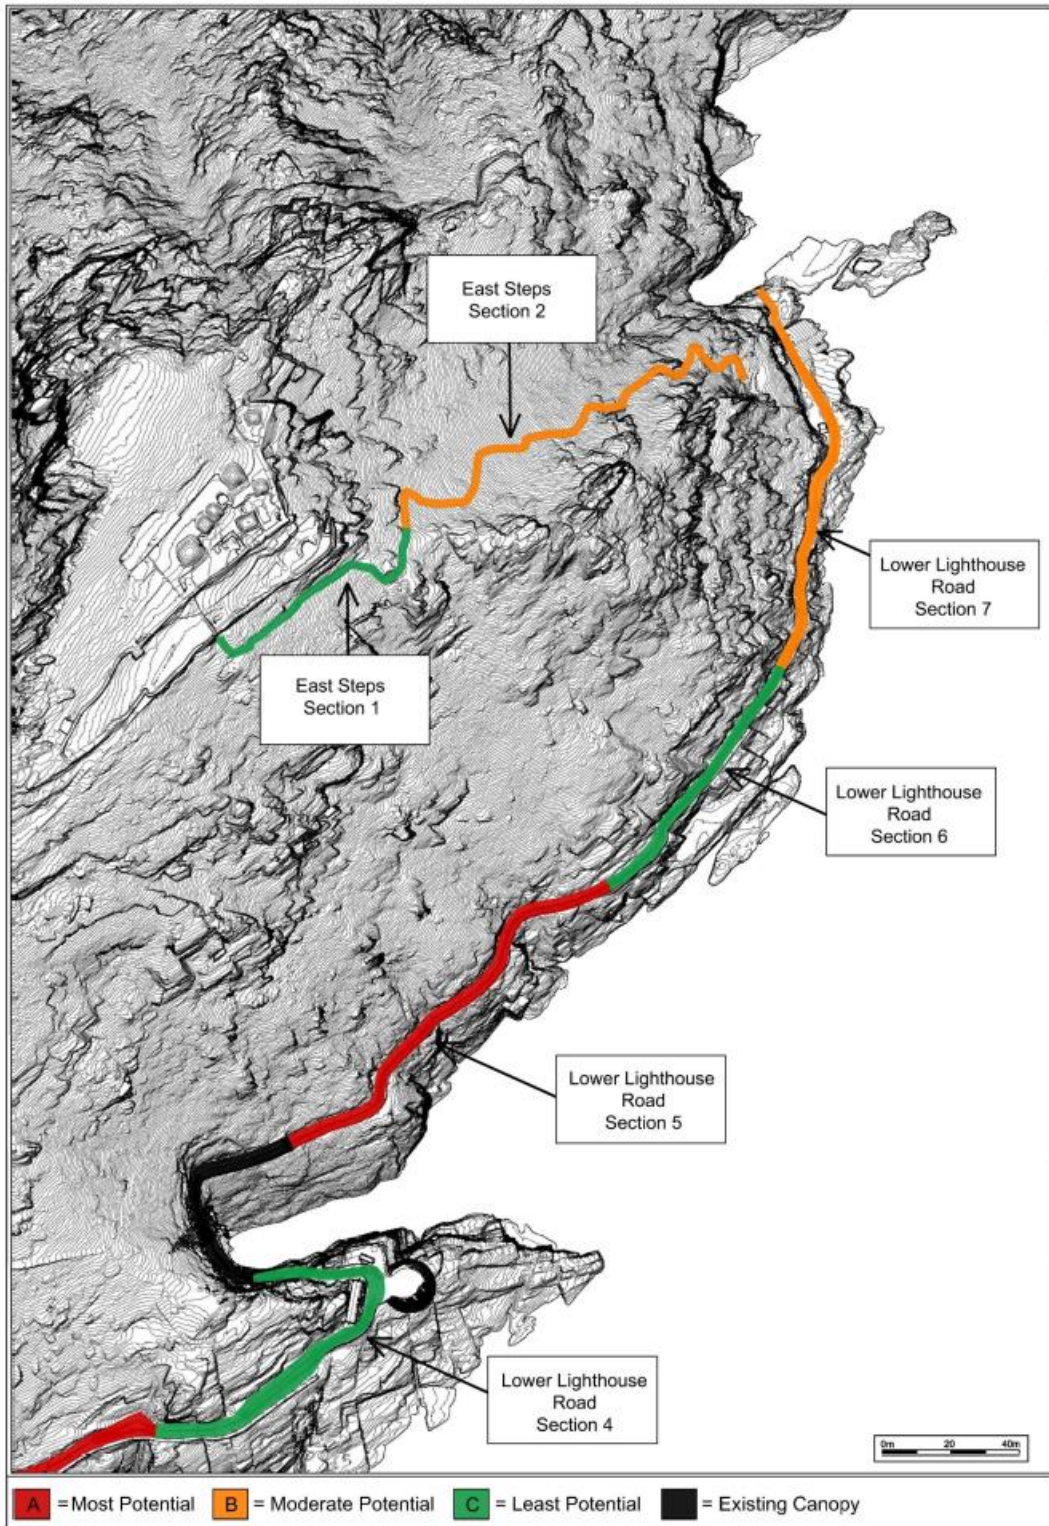 East Steps
Section 2
Lower Lighthouse
Road
Section 7
East Steps
Section 1
Lower Lighthouse
Road
Section 6
Lower Lighthouse
Road
Section 5
Lower Lighthouse
Road
Section 4
0m 20 40m
A = Most Potential B = Moderate Potential C = Least Potential = Existing Canopy